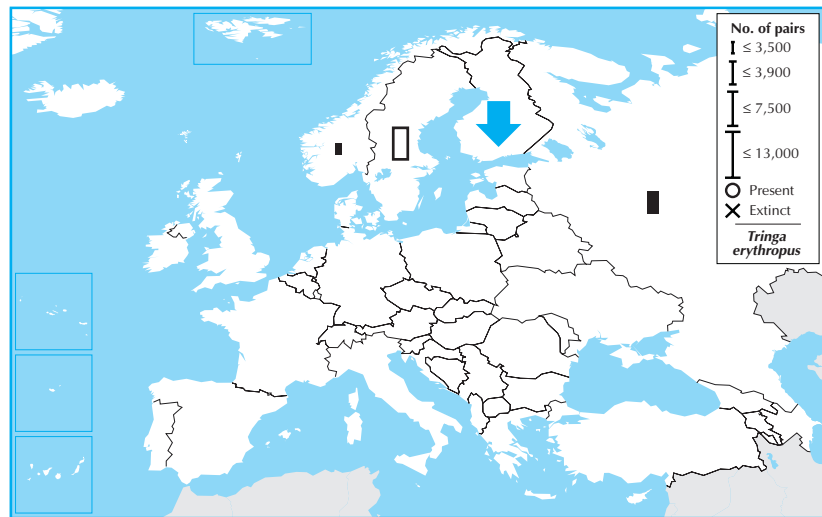 No. of pairs
≤ 3,500
≤ 3,900
≤ 7,500
≤ 13,000
Present
Extinct
Tringa
erythropus